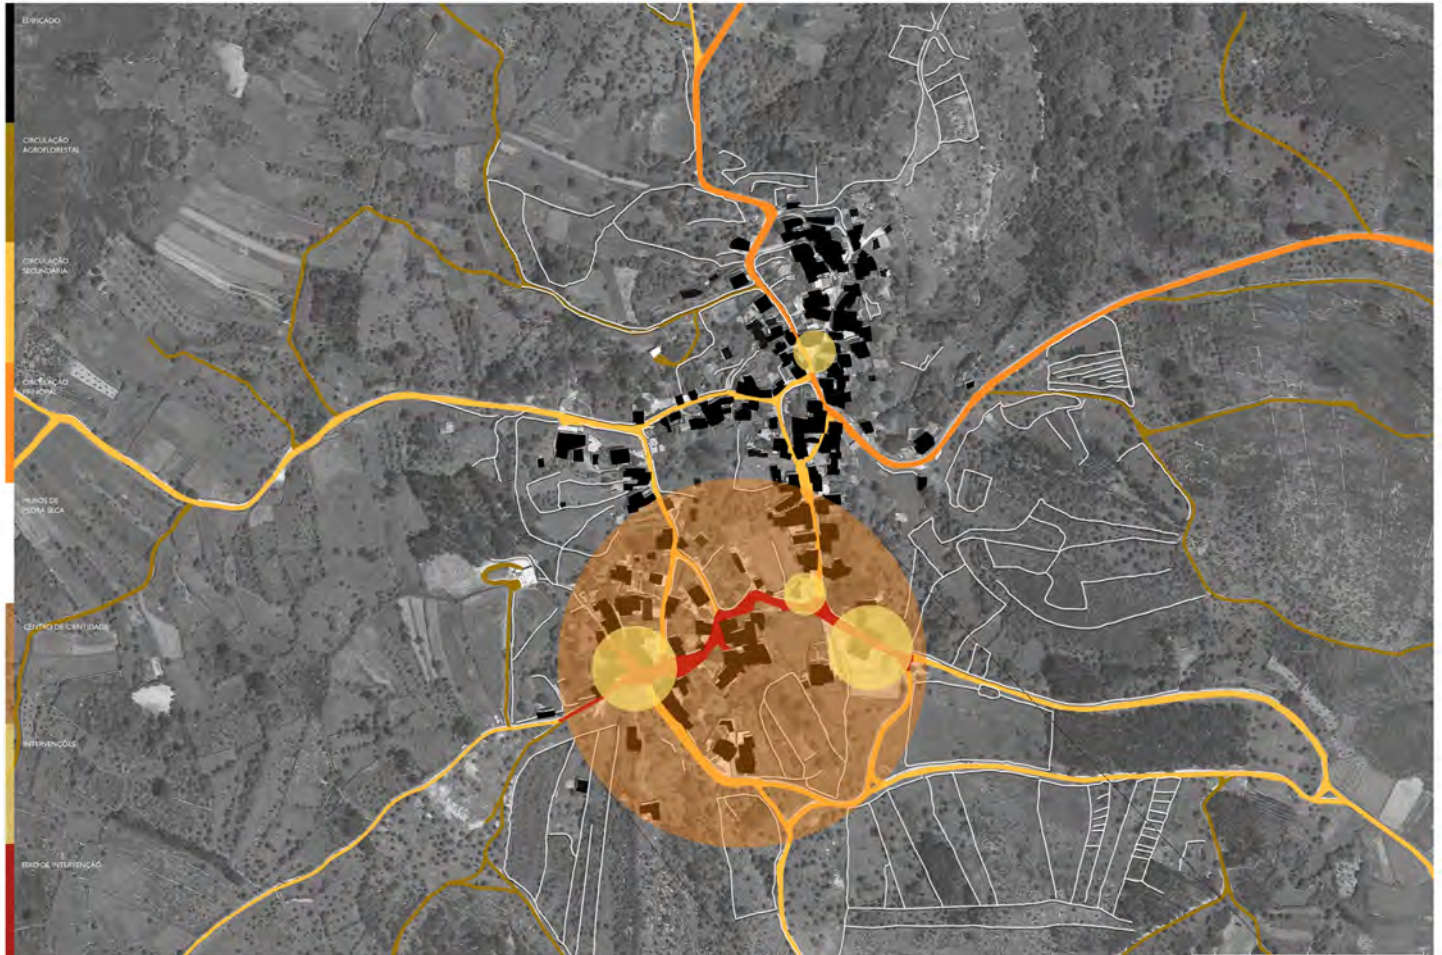 EDIFICADO
CIRCULAÇÃO
AGROFLORESTAL
CIRCULAÇÃO
SECUNDÁRIA
CIRCULAÇÃO
PRINCIPAL
MUROS DE
PEDRA SECA
CENTRO DE IDENTIDADE
INTERVENÇÕES
EIXO DE INTERVENÇÃO